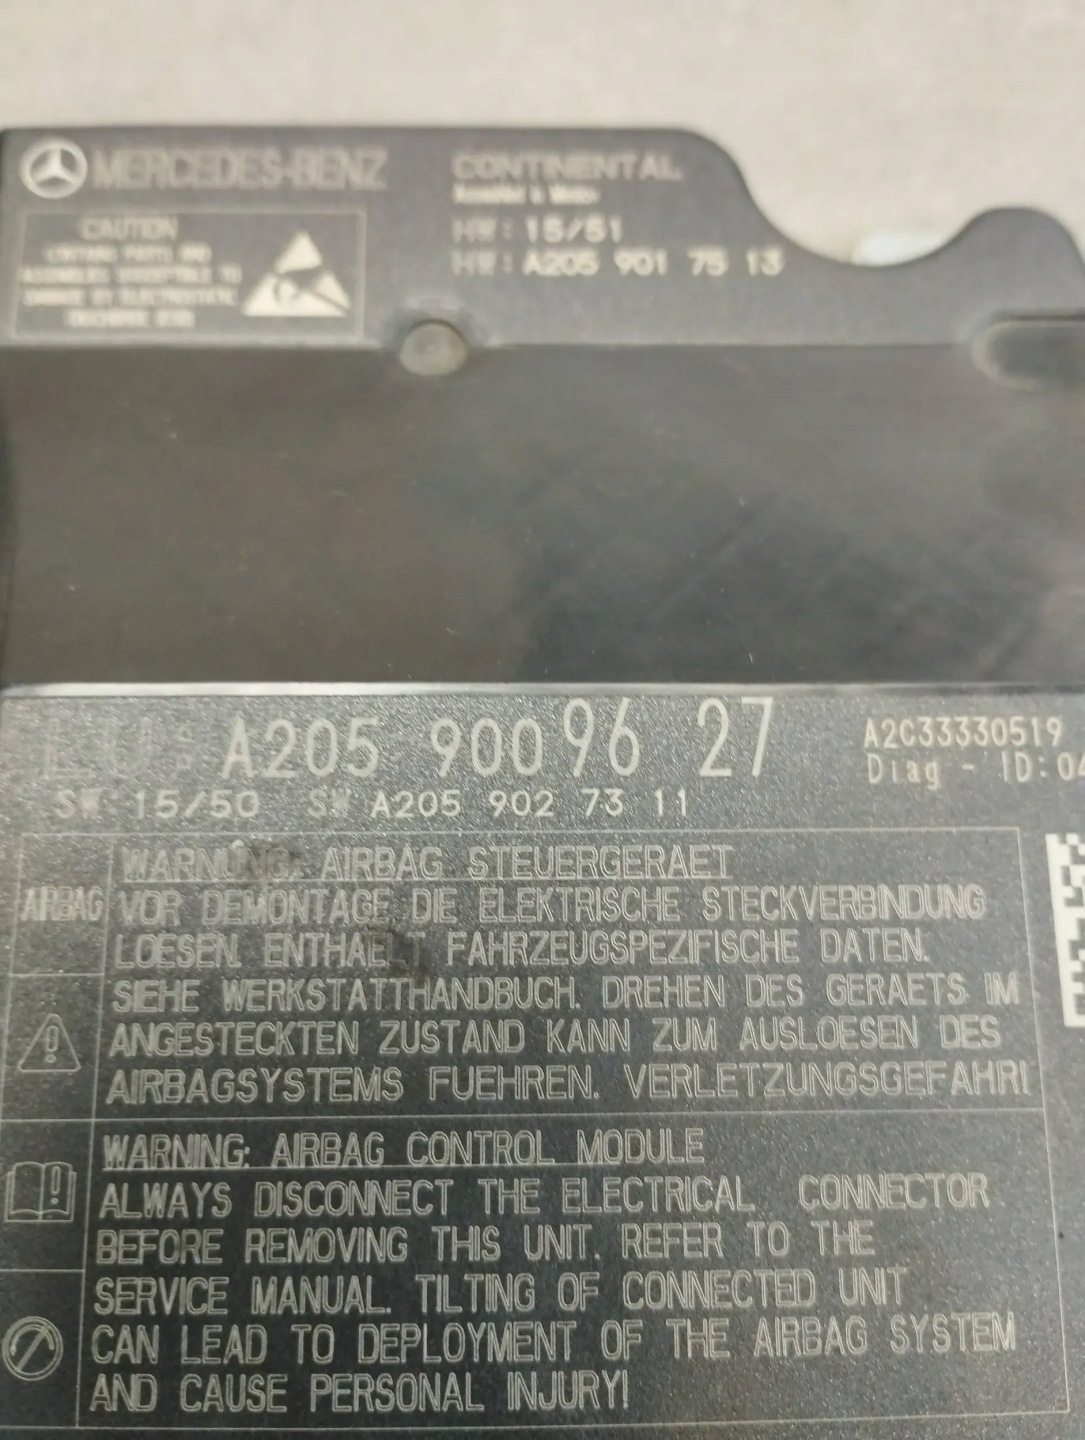 MERCEDES-BENZ
CONTINENTAL
HW: 15/51
HW: A205 901 75 13
CAUTION
A205 900 96 27
A2C33330519
Diag - ID: 04
SW: 15/50 SW A205 902 73 11
AIRBAG
WARNUNG: AIRBAG STEUERGERAET
VOR DEMONTAGE DIE ELEKTRISCHE STECKVERBINDUNG
LOESEN. ENTHAELT FAHRZEUGSPEZIFISCHE DATEN.
SIEHE WERKSTATTHANDBUCH. DREHEN DES GERAETS IM
ANGESTECKTEN ZUSTAND KANN ZUM AUSLOESEN DES
AIRBAGSYSTEMS FUEHREN. VERLETZUNGSGEFAHR!
WARNING: AIRBAG CONTROL MODULE
ALWAYS DISCONNECT THE ELECTRICAL CONNECTOR
BEFORE REMOVING THIS UNIT. REFER TO THE
SERVICE MANUAL. TILTING OF CONNECTED UNIT
CAN LEAD TO DEPLOYMENT OF THE AIRBAG SYSTEM
AND CAUSE PERSONAL INJURY!